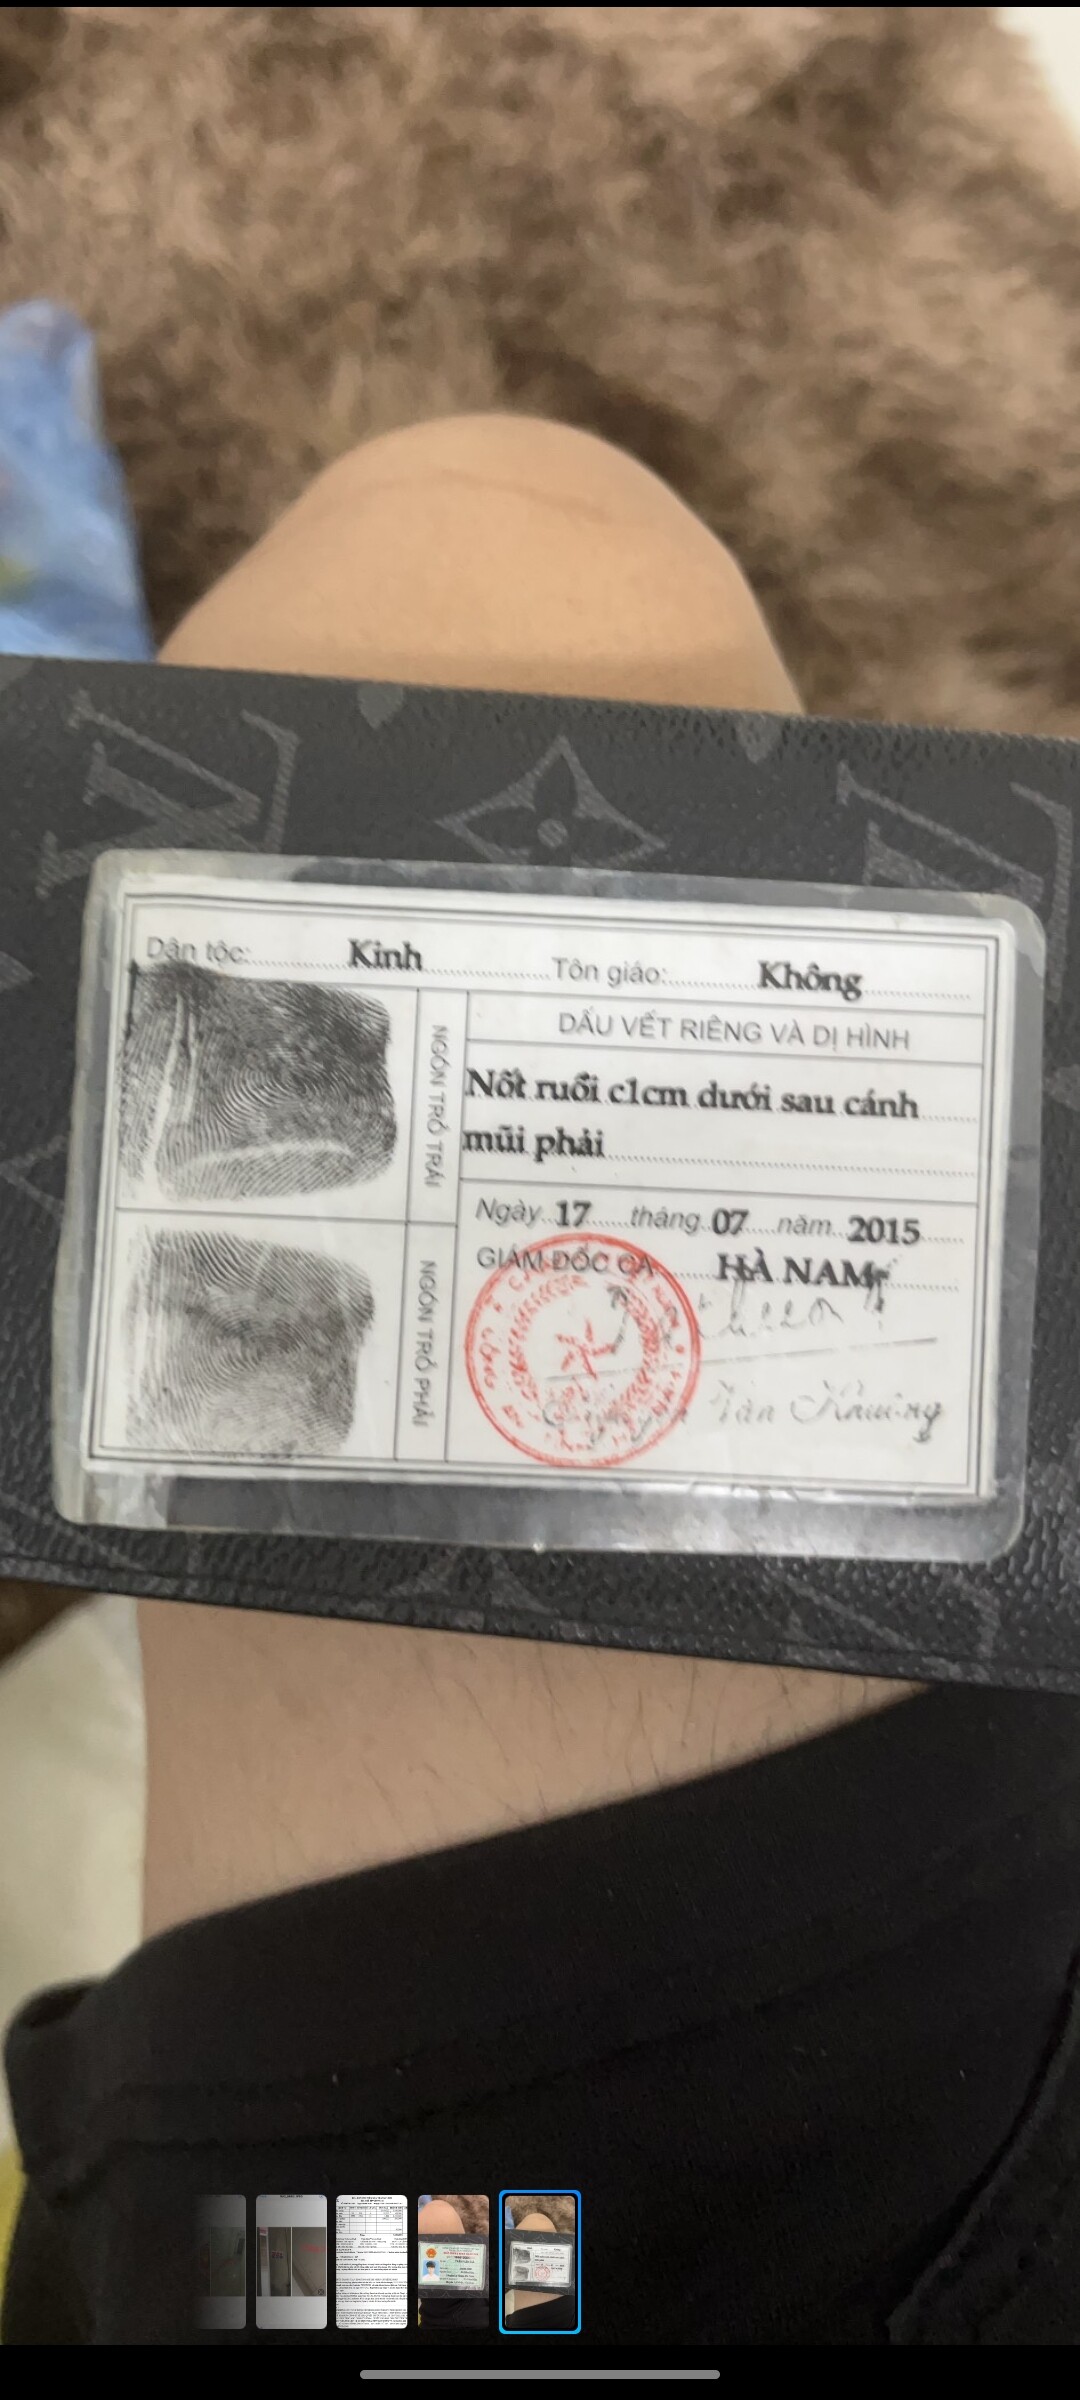 Dân tộc: Kinh Tôn giáo: Không
NGÓN TRỎ TRÁI
DẤU VẾT RIÊNG VÀ DỊ HÌNH
Nốt ruồi c1cm dưới sau cánh
mũi phải
NGÓN TRỎ PHẢI
Ngày 17 tháng 07 năm 2015
GIÁM ĐỐC CA HÀ NAM